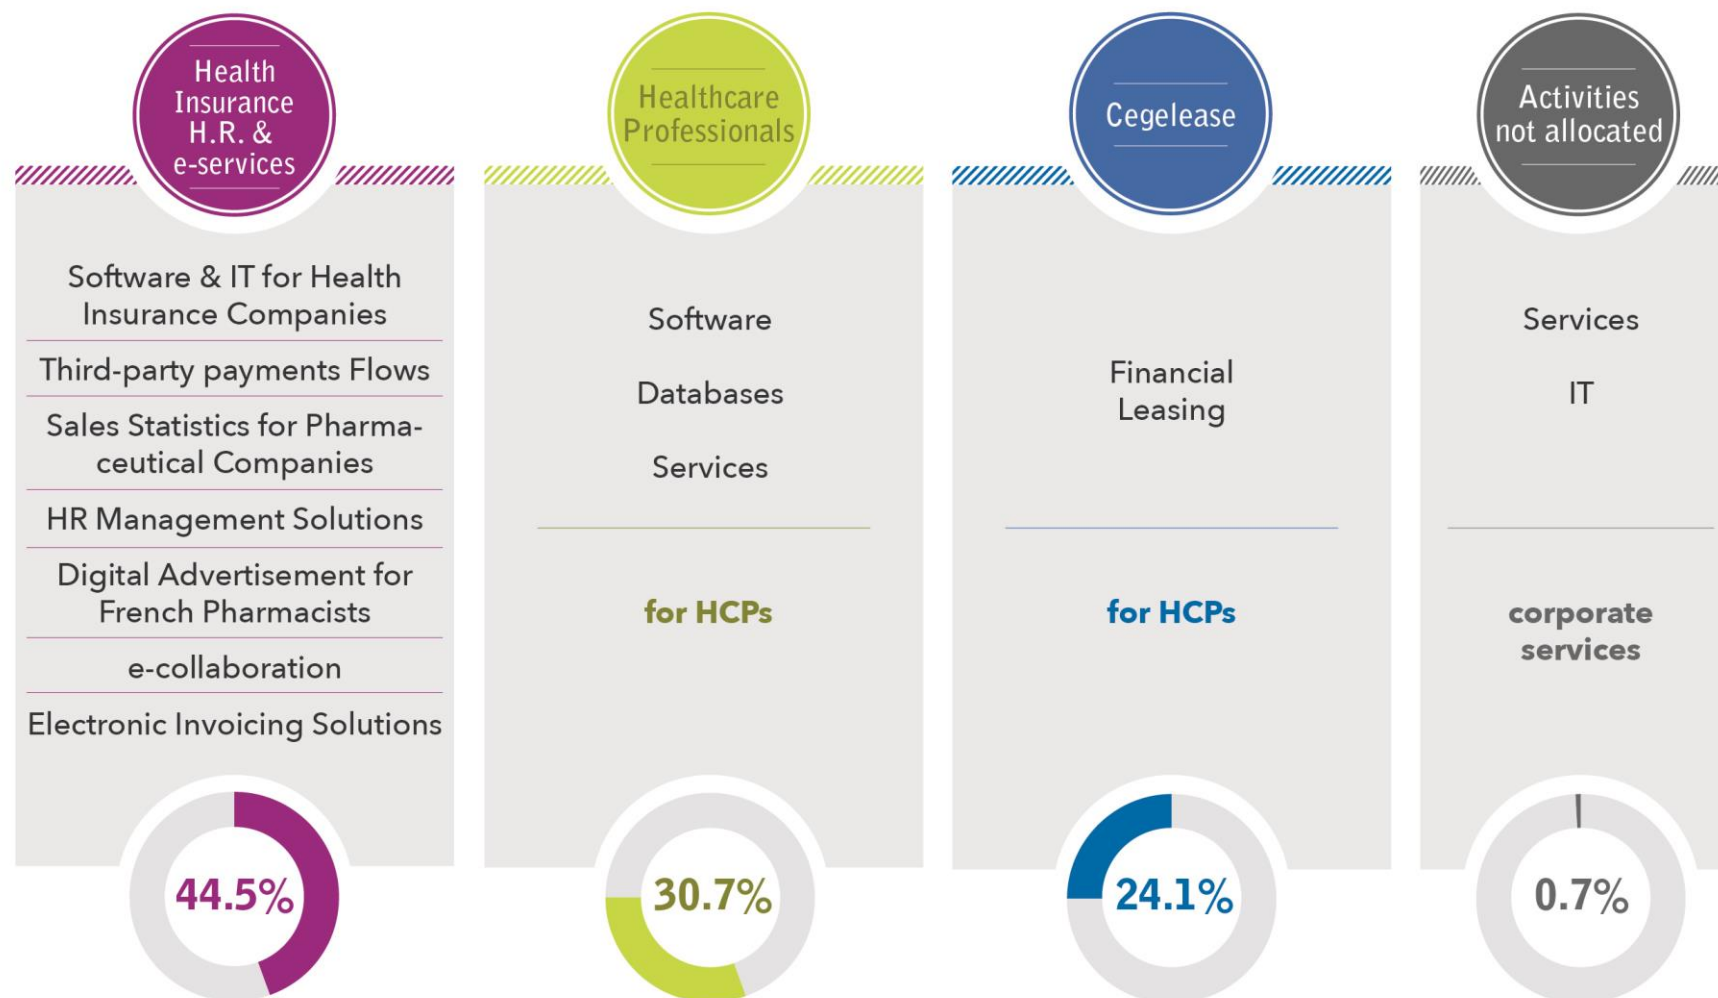 Health
Insurance
H.R. &
e-services
Software & IT for Health
Insurance Companies
Third-party payments Flows
Sales Statistics for Pharma-
ceutical Companies
HR Management Solutions
Digital Advertisement for
French Pharmacists
e-collaboration
Electronic Invoicing Solutions
44.5%
Healthcare
Professionals
Software
Databases
Services
for HCPs
30.7%
Cegelease
Financial
Leasing
for HCPs
24.1%
Activities
not allocated
Services
IT
corporate
services
0.7%